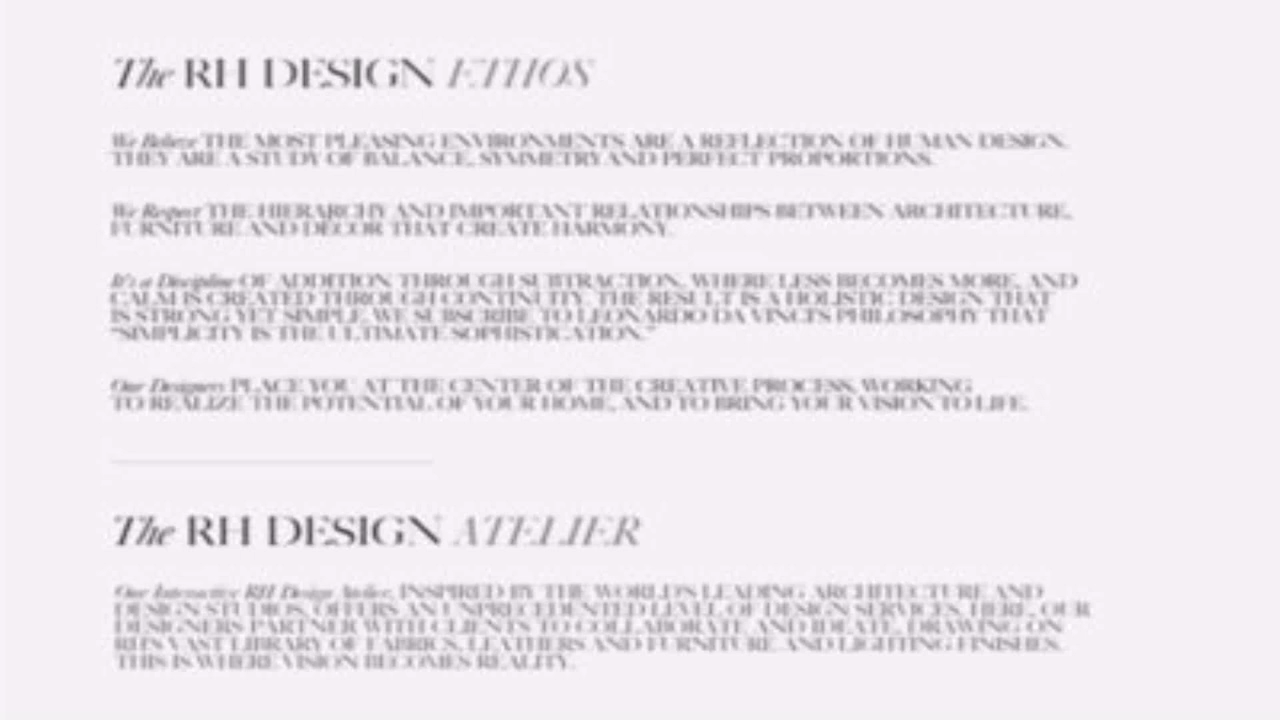 The RH DESIGN ETHOS
We Believe THE MOST PLEASING ENVIRONMENTS ARE A REFLECTION OF HUMAN DESIGN.
THEY ARE A STUDY OF BALANCE, SYMMETRY AND PERFECT PROPORTIONS.
We Respect THE HIERARCHY AND IMPORTANT RELATIONSHIPS BETWEEN ARCHITECTURE,
FURNITURE AND DÉCOR THAT CREATE HARMONY.
It's a Discipline OF ADDITION THROUGH SUBTRACTION, WHERE LESS BECOMES MORE, AND
CALM IS CREATED THROUGH CONTINUITY. THE RESULT IS A HOLISTIC DESIGN THAT
IS STRONG YET SIMPLE. WE SUBSCRIBE TO LEONARDO DA VINCI'S PHILOSOPHY THAT
"SIMPLICITY IS THE ULTIMATE SOPHISTICATION."
Our Designers PLACE YOU AT THE CENTER OF THE CREATIVE PROCESS, WORKING
TO REALIZE THE POTENTIAL OF YOUR HOME, AND TO BRING YOUR VISION TO LIFE.
The RH DESIGN ATELIER
Our Interactive RH Design Atelier, INSPIRED BY THE WORLD'S LEADING ARCHITECTURE AND
DESIGN STUDIOS, OFFERS AN UNPRECEDENTED LEVEL OF DESIGN SERVICES. HERE, OUR
DESIGNERS PARTNER WITH CLIENTS TO COLLABORATE AND IDEATE, DRAWING ON
RH'S VAST LIBRARY OF FABRICS, LEATHERS AND FURNITURE AND LIGHTING FINISHES.
THIS IS WHERE VISION BECOMES REALITY.